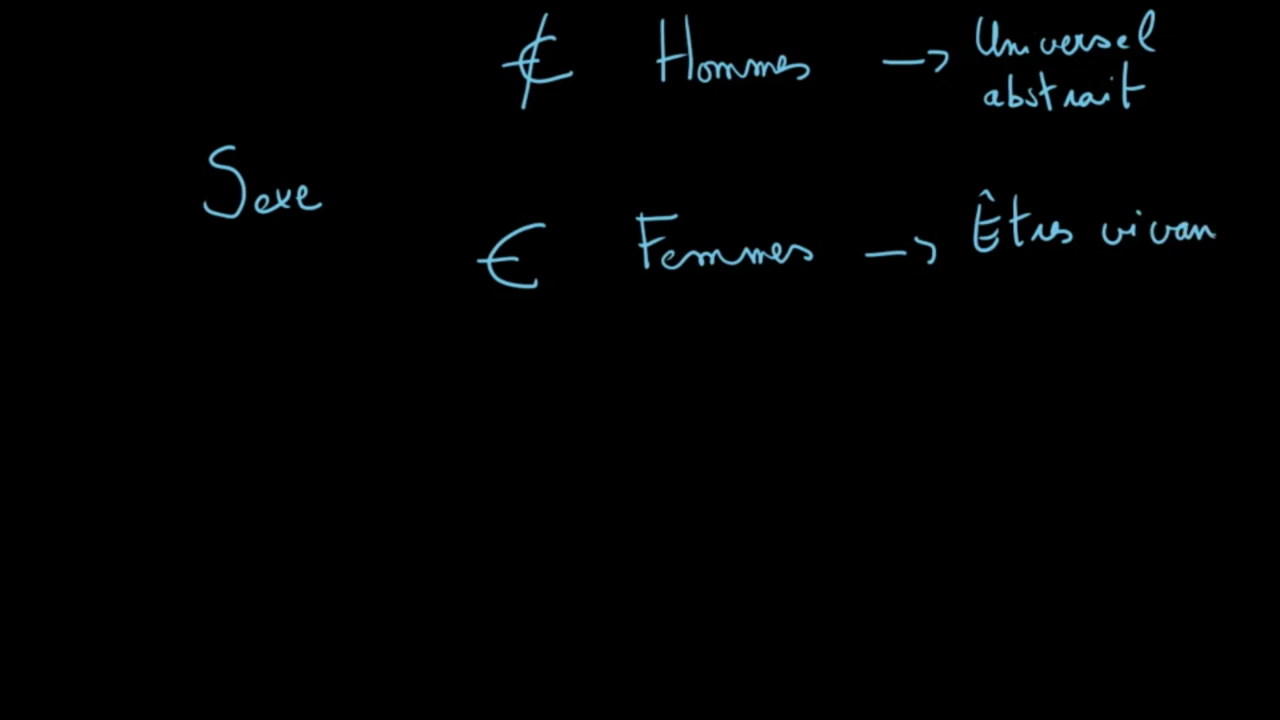 ∉ Hommes → Universel
abstrait
Sexe
∈ Femmes → Êtres vivan